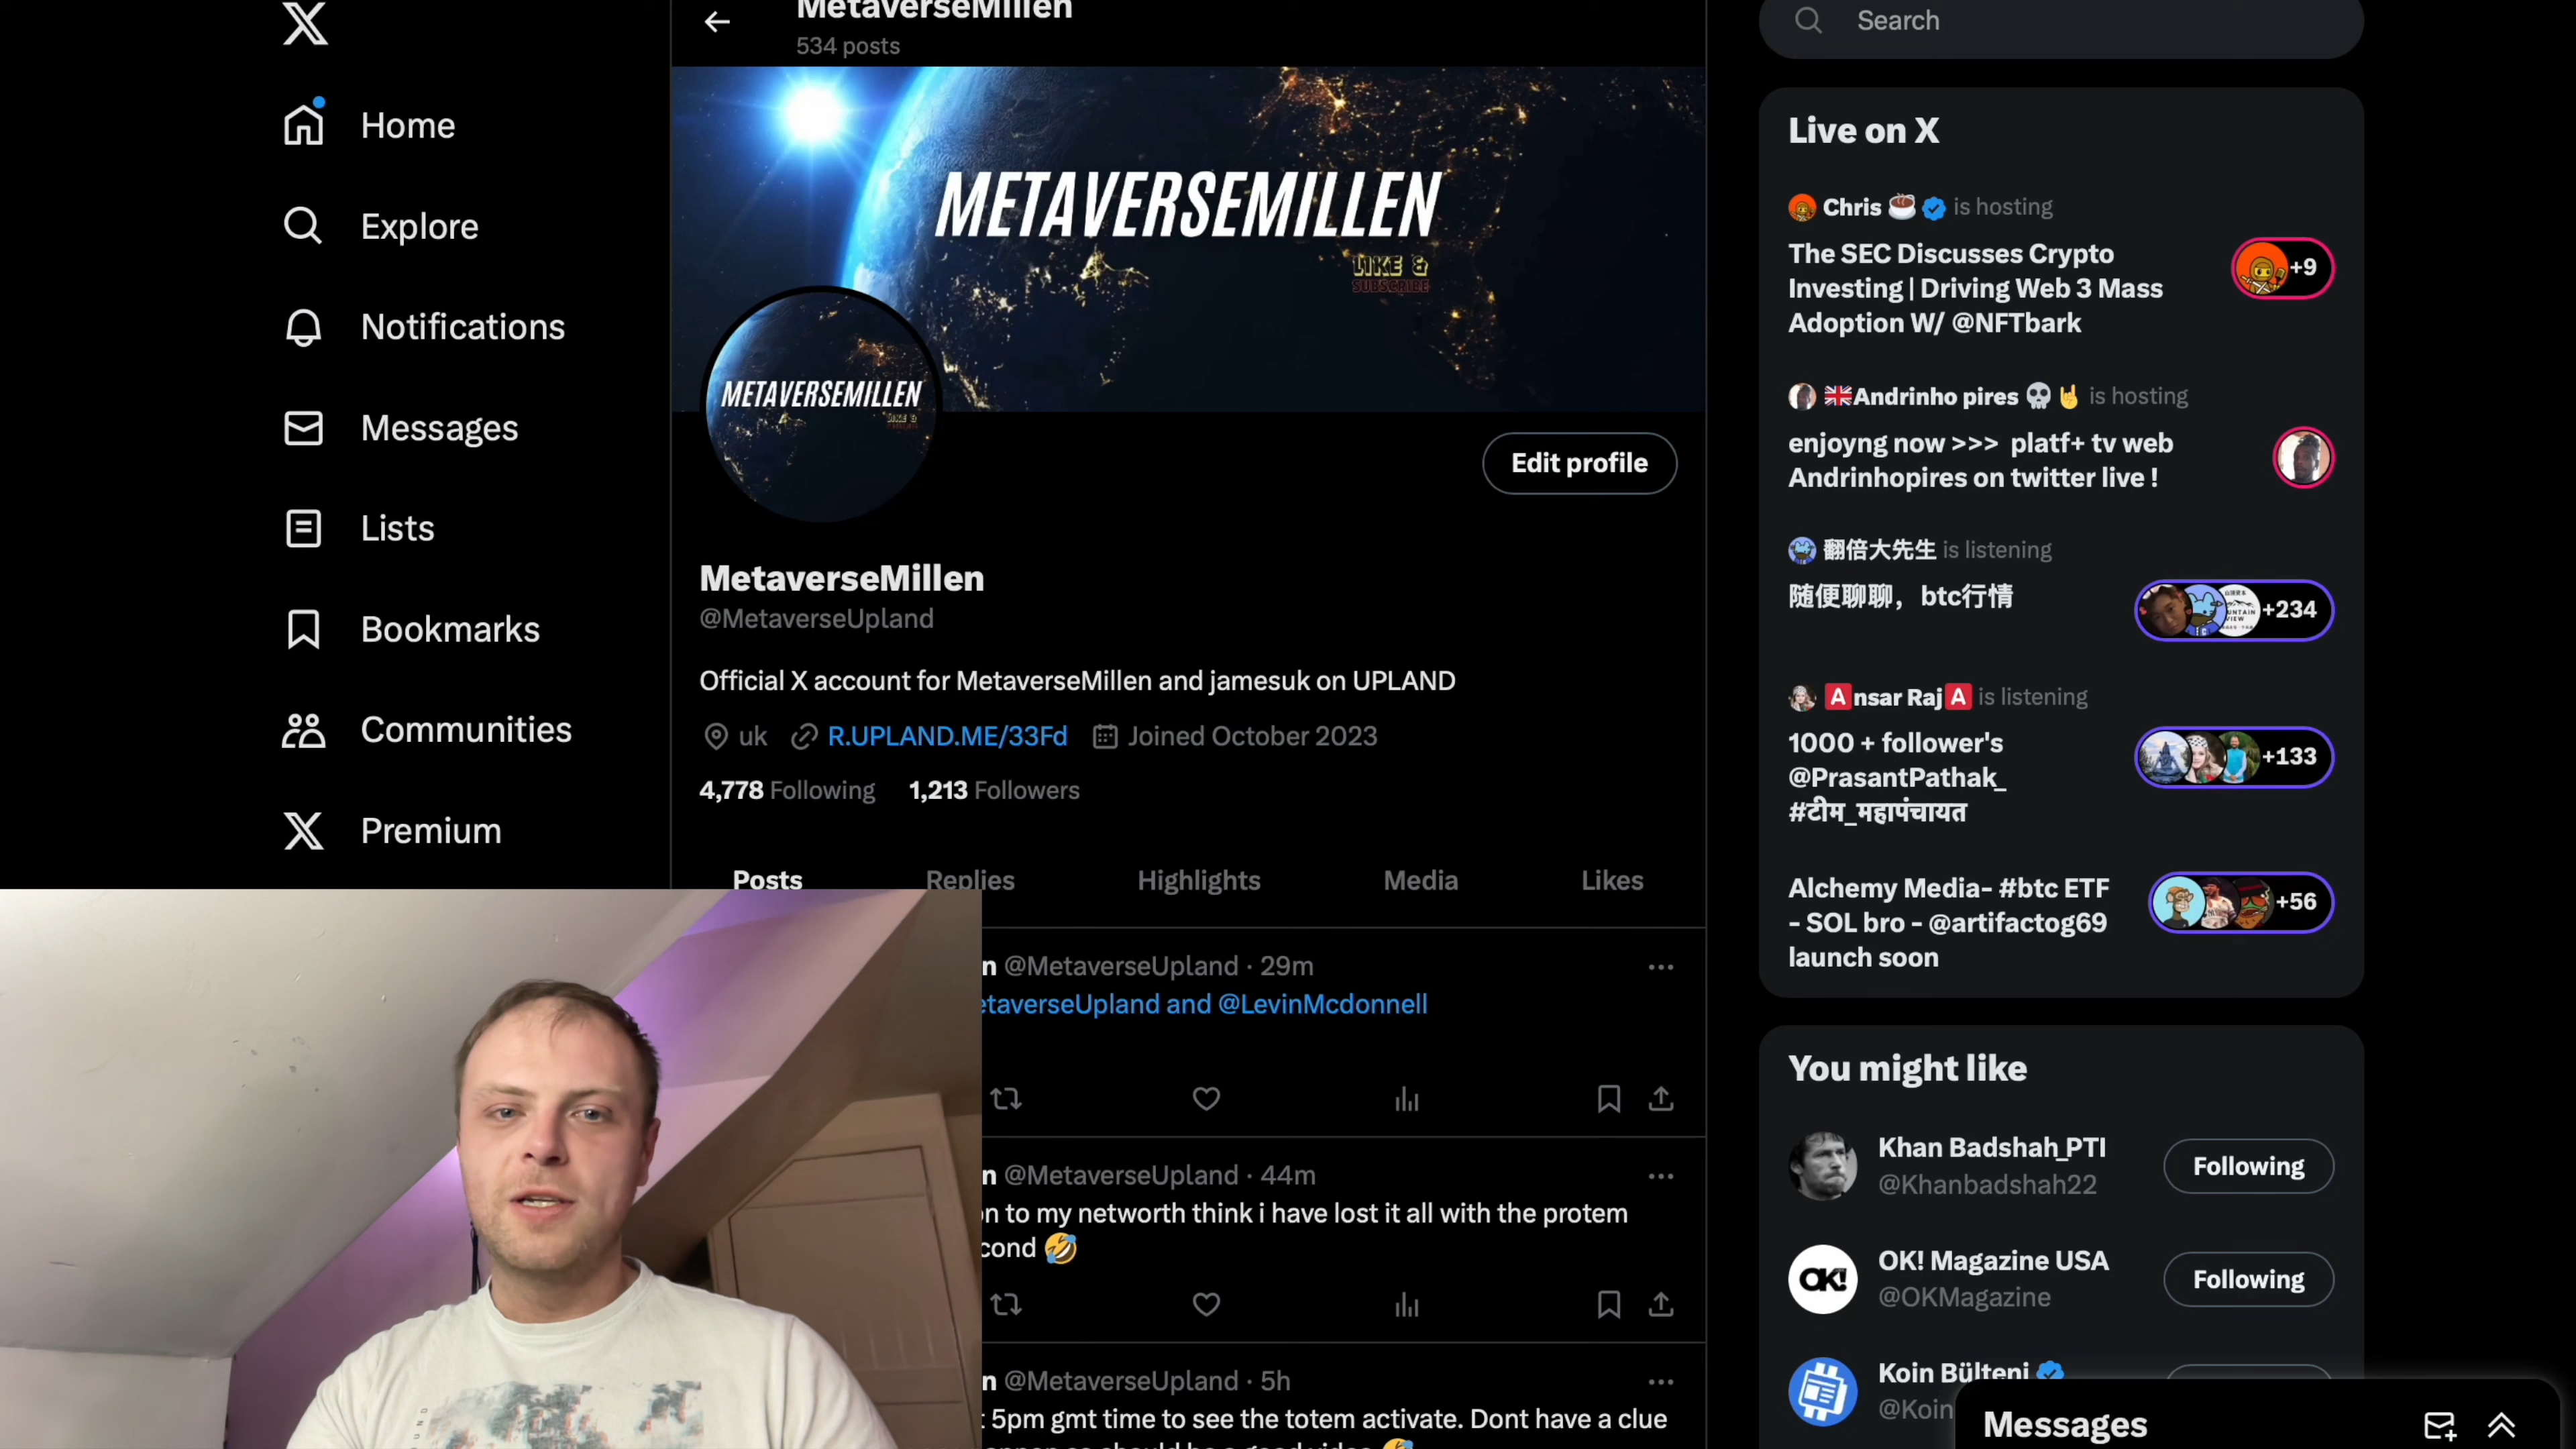 MetaverseMillen
534 posts
Search
Home
Explore
Notifications
Messages
Lists
Bookmarks
Communities
Premium
METAVERSEMILLEN
LIKE &
SUBSCRIBE
METAVERSEMILLEN
LIKE &
Edit profile
MetaverseMillen
@MetaverseUpland
Official X account for MetaverseMillen and jamesuk on UPLAND
uk R.UPLAND.ME/33Fd Joined October 2023
4,778 Following 1,213 Followers
Posts Replies Highlights Media Likes
n @MetaverseUpland · 29m
etaverseUpland and @LevinMcdonnell
n @MetaverseUpland · 44m
on to my networth think i have lost it all with the protem
cond 🤣
n @MetaverseUpland · 5h
t 5pm gmt time to see the totem activate. Dont have a clue
Live on X
Chris ☕ is hosting
The SEC Discusses Crypto
Investing | Driving Web 3 Mass
Adoption W/ @NFTbark
+9
🇬🇧Andrinho pires 💀🤘 is hosting
enjoyng now >>> platf+ tv web
Andrinhopires on twitter live !
翻倍大先生 is listening
随便聊聊，btc行情
+234
🅰nsar Raj🅰 is listening
1000 + follower's
@PrasantPathak_
#टीम_महापंचायत
+133
Alchemy Media- #btc ETF
- SOL bro - @artifactog69
launch soon
+56
You might like
Khan Badshah_PTI
@Khanbadshah22
Following
OK!
OK! Magazine USA
@OKMagazine
Following
Koin Bülteni
@Koin
Messages